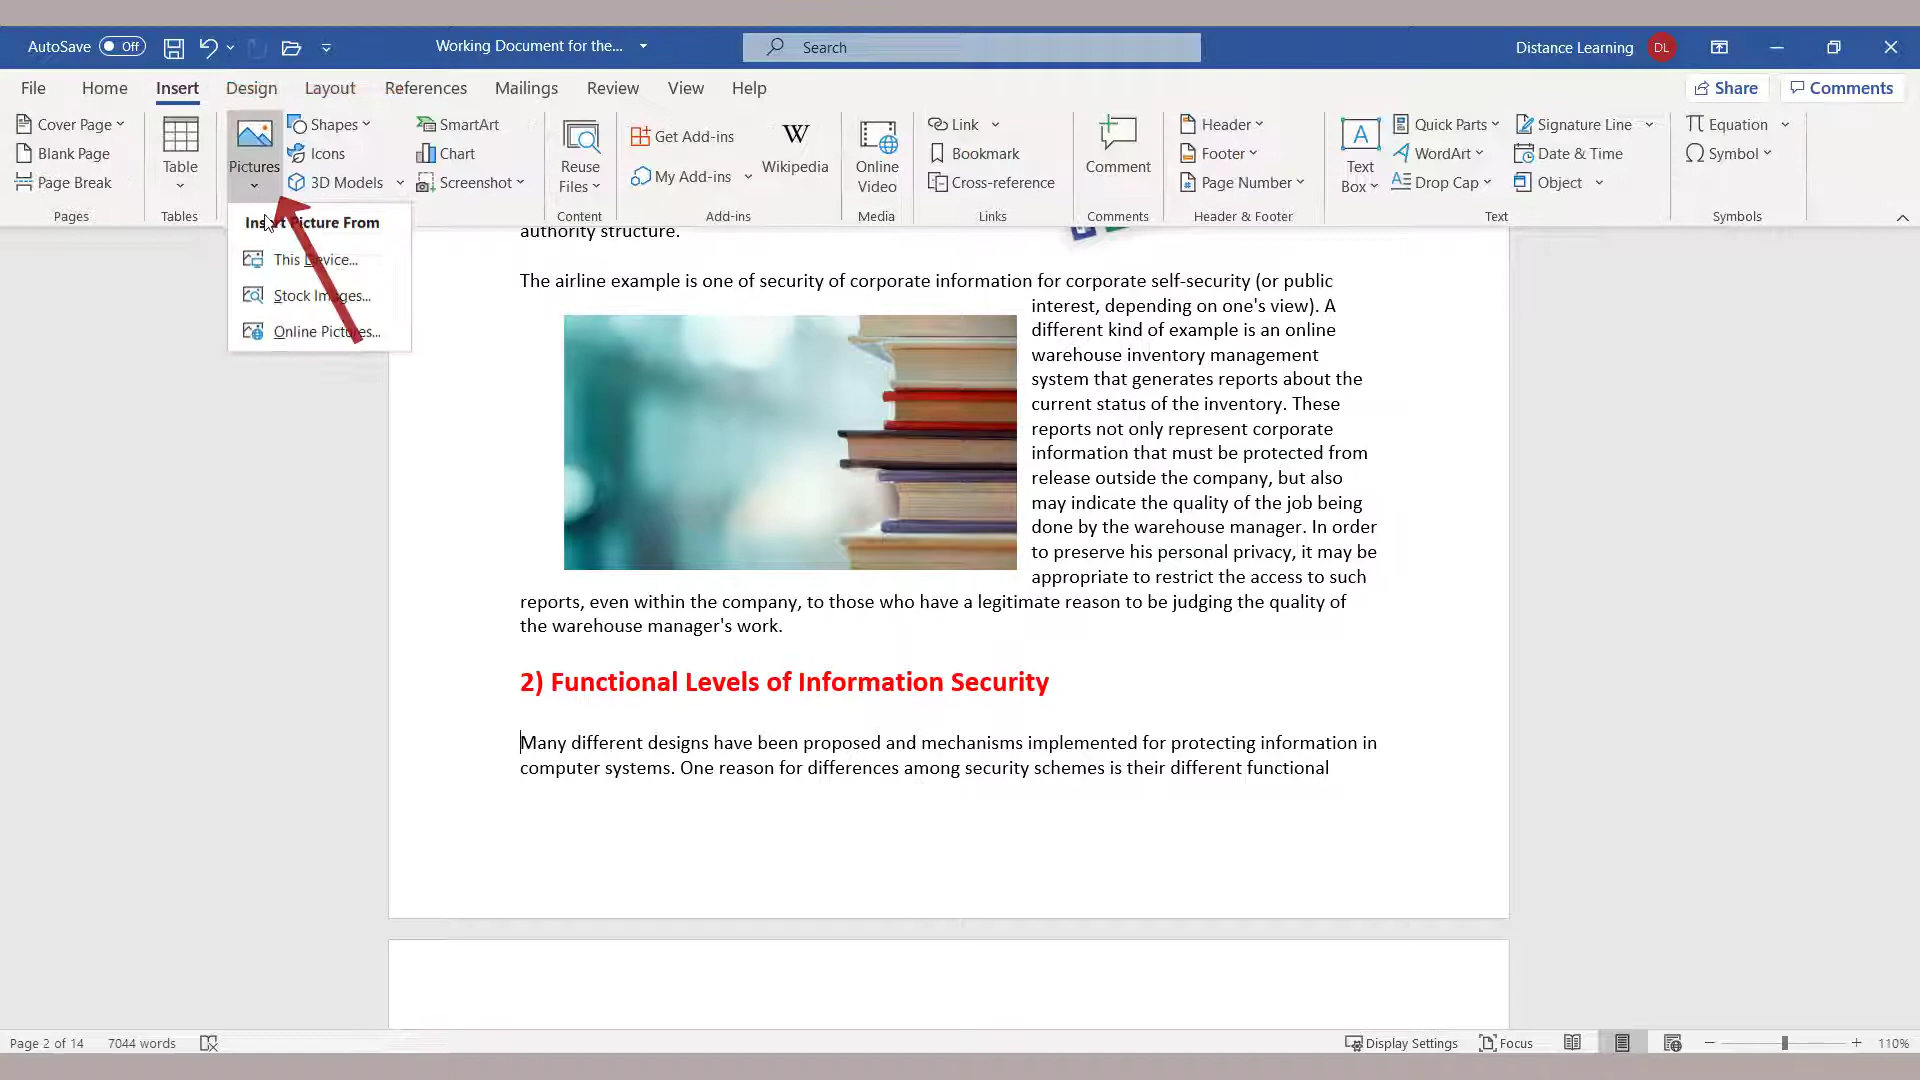 AutoSave Off
Working Document for the...
Search
Distance Learning DL
File Home Insert Design Layout References Mailings Review View Help
Share Comments
Cover Page
Blank Page
Page Break
Pages
Table
Tables
Pictures
Shapes
Icons
3D Models
SmartArt
Chart
Screenshot
Reuse
Files
Content
Get Add-ins
My Add-ins
W
Wikipedia
Add-ins
Online
Video
Media
Link
Bookmark
Cross-reference
Links
Comment
Comments
Header
Footer
Page Number
Header & Footer
A
Text
Box
Quick Parts
WordArt
Drop Cap
Signature Line
Date & Time
Object
Text
Equation
Symbol
Symbols
Insert Picture From
This Device...
Stock Images...
Online Pictures...
authority structure.
The airline example is one of security of corporate information for corporate self-security (or public
interest, depending on one's view). A
different kind of example is an online
warehouse inventory management
system that generates reports about the
current status of the inventory. These
reports not only represent corporate
information that must be protected from
release outside the company, but also
may indicate the quality of the job being
done by the warehouse manager. In order
to preserve his personal privacy, it may be
appropriate to restrict the access to such
reports, even within the company, to those who have a legitimate reason to be judging the quality of
the warehouse manager's work.
2) Functional Levels of Information Security
Many different designs have been proposed and mechanisms implemented for protecting information in
computer systems. One reason for differences among security schemes is their different functional
Page 2 of 14 7044 words
Display Settings Focus 110%